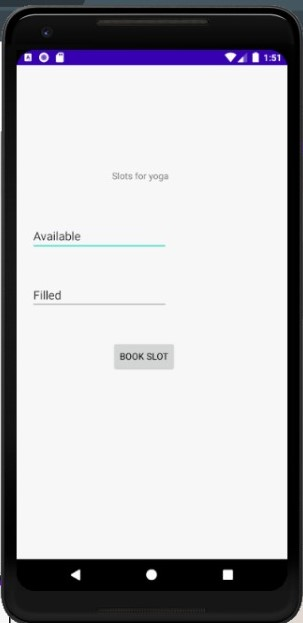 1:51
Slots for yoga
Available
Filled
BOOK SLOT